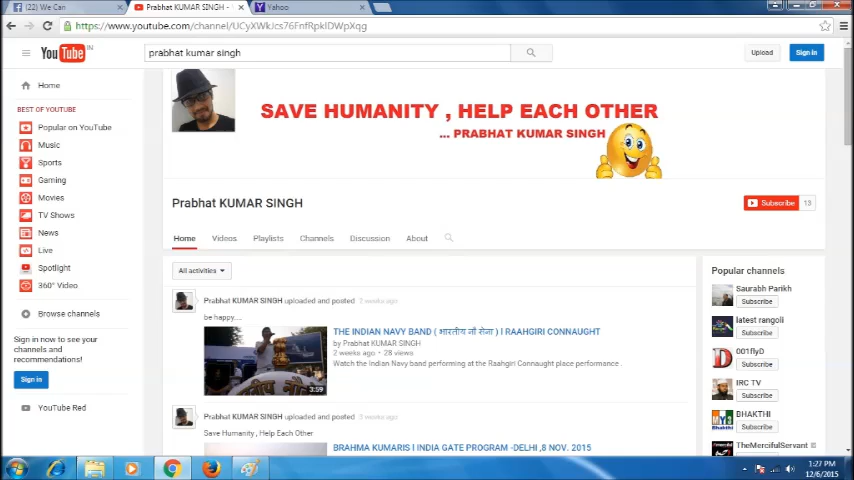 (22) We Can
Prabhat KUMAR SINGH -
Yahoo
https://www.youtube.com/channel/UCyXWkJcs76FnfRpklDWpXqg
YouTube IN
prabhat kumar singh
Upload
Sign in
Home
BEST OF YOUTUBE
Popular on YouTube
Music
Sports
Gaming
Movies
TV Shows
News
Live
Spotlight
360° Video
Browse channels
Sign in now to see your
channels and
recommendations!
Sign in
YouTube Red
SAVE HUMANITY , HELP EACH OTHER
... PRABHAT KUMAR SINGH
Prabhat KUMAR SINGH
Subscribe 13
Home Videos Playlists Channels Discussion About
All activities
Prabhat KUMAR SINGH uploaded and posted 2 weeks ago
be happy....
THE INDIAN NAVY BAND ( भारतीय नौ सेना ) I RAAHGIRI CONNAUGHT
by Prabhat KUMAR SINGH
2 weeks ago • 28 views
Watch the Indian Navy band performing at the Raahgiri Connaught place performance .
3:59
Prabhat KUMAR SINGH uploaded and posted 3 weeks ago
Save Humanity , Help Each Other
BRAHMA KUMARIS I INDIA GATE PROGRAM -DELHI ,8 NOV. 2015
Popular channels
Saurabh Parikh
Subscribe
latest rangoli
Subscribe
001flyD
Subscribe
IRC TV
Subscribe
BHAKTHI
Subscribe
TheMercifulServant
1:27 PM
12/6/2015